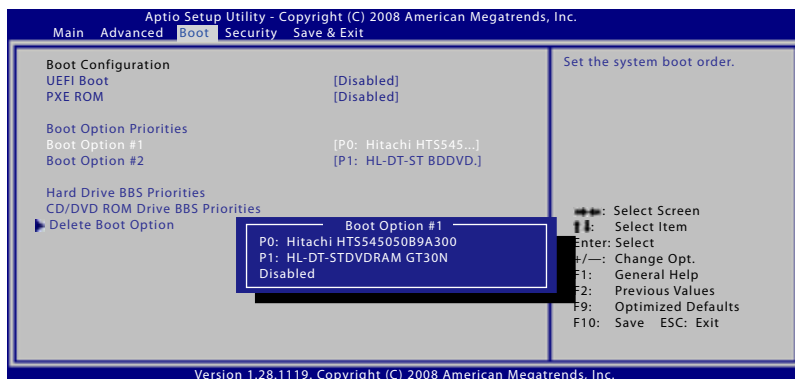 Aptio Setup Utility - Copyright (C) 2008 American Megatrends, Inc.
Main Advanced Boot Security Save & Exit
Boot Configuration
UEFI Boot [Disabled]
PXE ROM [Disabled]
Boot Option Priorities
Boot Option #1 [P0: Hitachi HTS545...]
Boot Option #2 [P1: HL-DT-ST BDDVD.]
Hard Drive BBS Priorities
CD/DVD ROM Drive BBS Priorities
Delete Boot Option
Boot Option #1
P0: Hitachi HTS545050B9A300
P1: HL-DT-STDVDRAM GT30N
Disabled
Set the system boot order.
→←: Select Screen
↑↓: Select Item
Enter: Select
+/—: Change Opt.
F1: General Help
F2: Previous Values
F9: Optimized Defaults
F10: Save ESC: Exit
Version 1.28.1119. Copyright (C) 2008 American Megatrends, Inc.